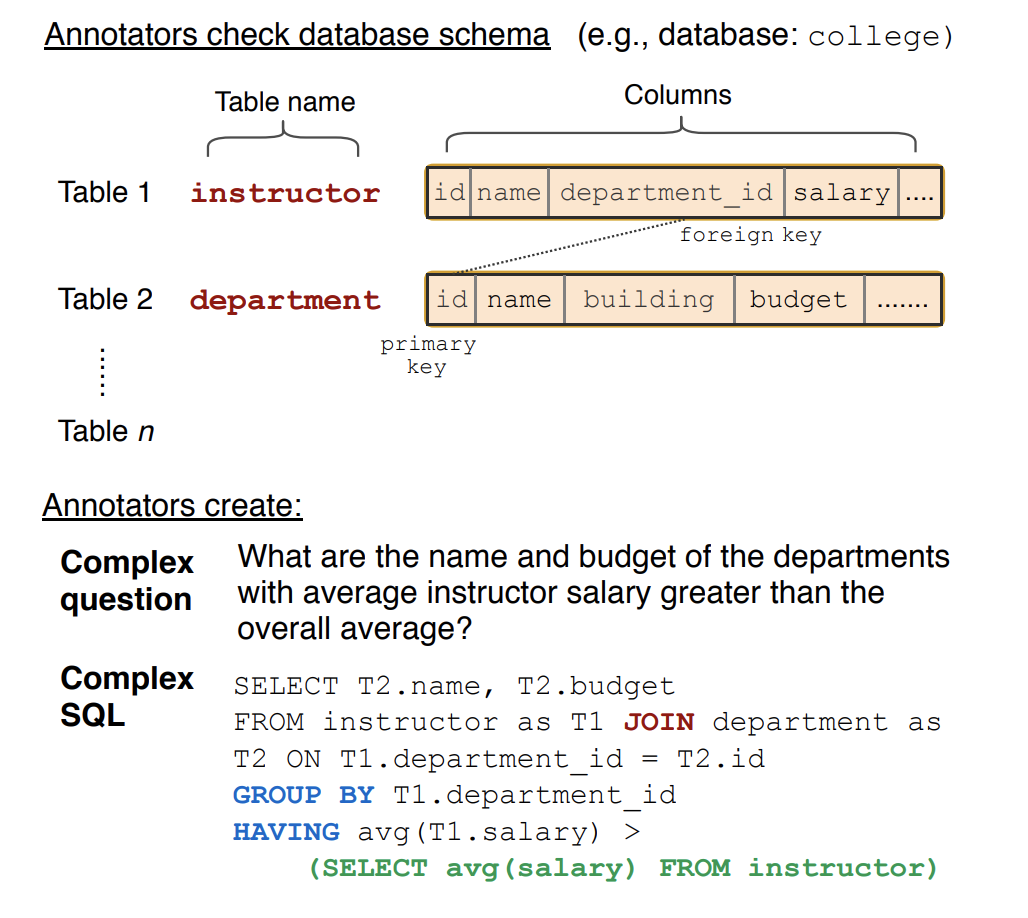 Annotators check database schema (e.g., database: college)
Table name
Columns
Table 1 instructor id name department_id salary ....
foreign key
Table 2 department id name building budget .......
primary
key
Table n
Annotators create:
Complex
question
What are the name and budget of the departments
with average instructor salary greater than the
overall average?
Complex
SQL
SELECT T2.name, T2.budget
FROM instructor as T1 JOIN department as
T2 ON T1.department_id = T2.id
GROUP BY T1.department_id
HAVING avg(T1.salary) >
(SELECT avg(salary) FROM instructor)